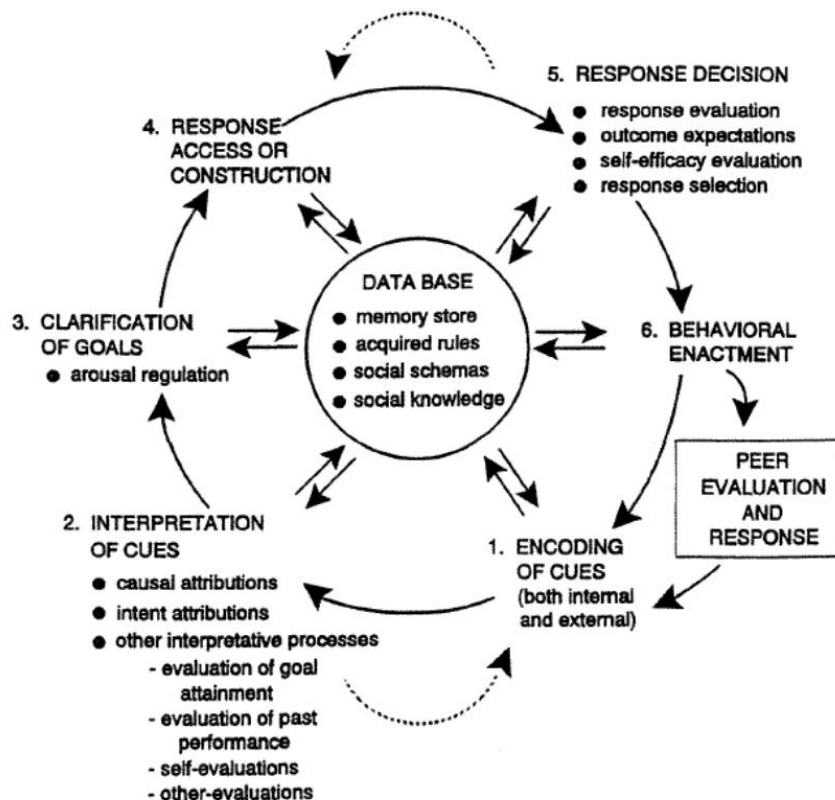 5. RESPONSE DECISION
● response evaluation
● outcome expectations
● self-efficacy evaluation
● response selection
4. RESPONSE
ACCESS OR
CONSTRUCTION
DATA BASE
● memory store
● acquired rules
● social schemas
● social knowledge
3. CLARIFICATION
OF GOALS
● arousal regulation
6. BEHAVIORAL
ENACTMENT
PEER
EVALUATION
AND
RESPONSE
2. INTERPRETATION
OF CUES
● causal attributions
● intent attributions
● other interpretative processes
- evaluation of goal
attainment
- evaluation of past
performance
- self-evaluations
- other-evaluations
1. ENCODING
OF CUES
(both internal
and external)